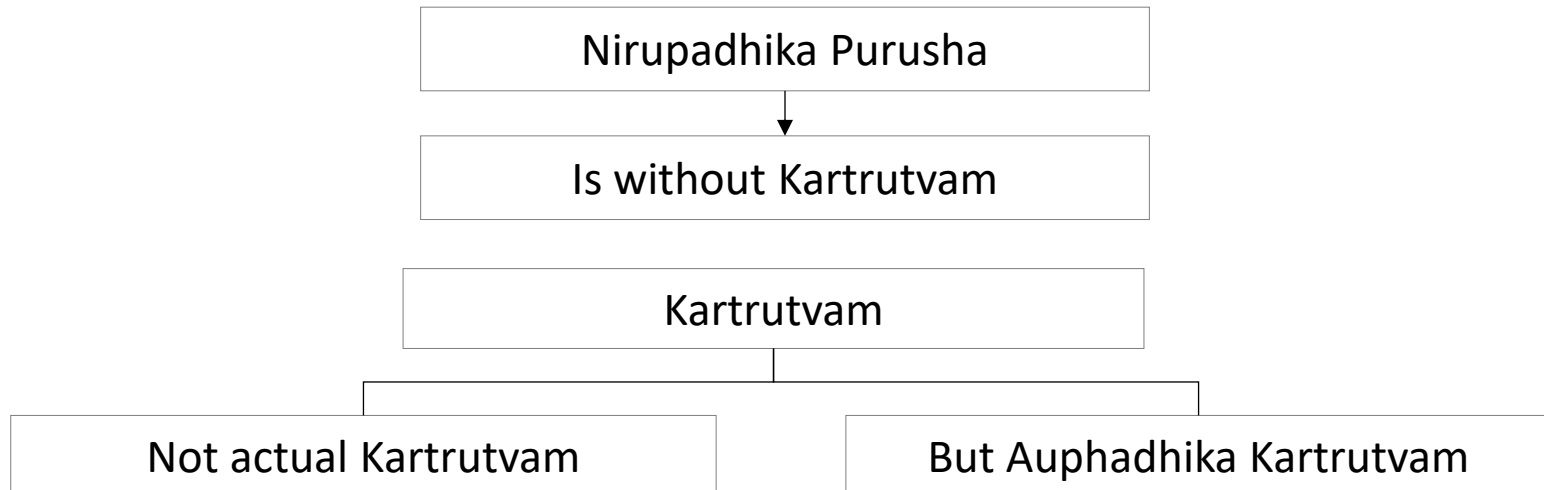 Nirupadhika Purusha
Is without Kartrutvam
Kartrutvam
Not actual Kartrutvam
But Auphadhika Kartrutvam